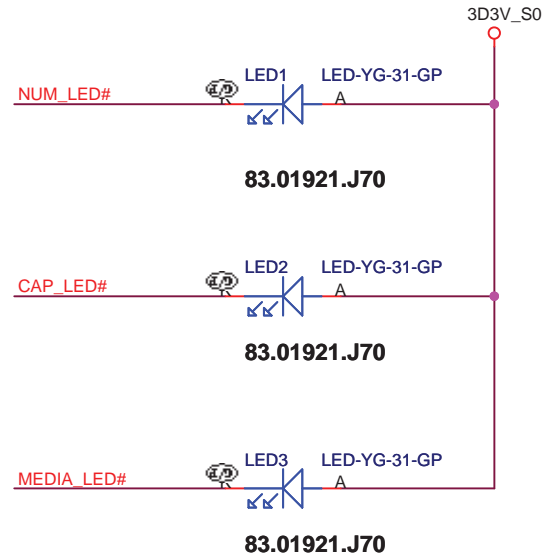 3D3V_S0
LED1 LED-YG-31-GP
NUM_LED#
A
83.01921.J70
LED2 LED-YG-31-GP
CAP_LED#
A
83.01921.J70
LED3 LED-YG-31-GP
MEDIA_LED#
A
83.01921.J70